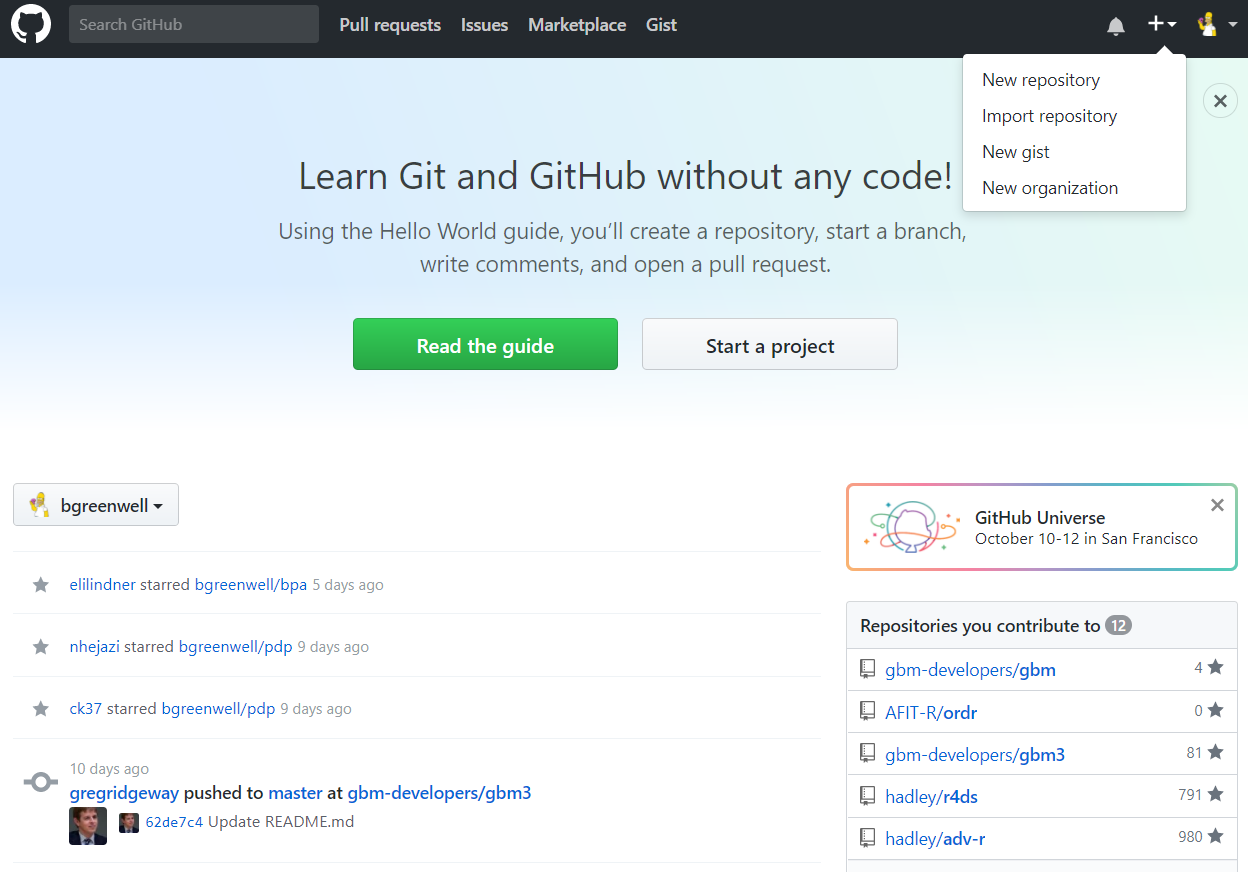 Search GitHub
Pull requests
Issues
Marketplace
Gist
New repository
Import repository
New gist
New organization
Learn Git and GitHub without any code!
Using the Hello World guide, you’ll create a repository, start a branch,
write comments, and open a pull request.
Read the guide
Start a project
bgreenwell
elilindner starred bgreenwell/bpa 5 days ago
nhejazi starred bgreenwell/pdp 9 days ago
ck37 starred bgreenwell/pdp 9 days ago
10 days ago
gregridgeway pushed to master at gbm-developers/gbm3
62de7c4 Update README.md
GitHub Universe
October 10-12 in San Francisco
Repositories you contribute to 12
gbm-developers/gbm 4
AFIT-R/ordr 0
gbm-developers/gbm3 81
hadley/r4ds 791
hadley/adv-r 980